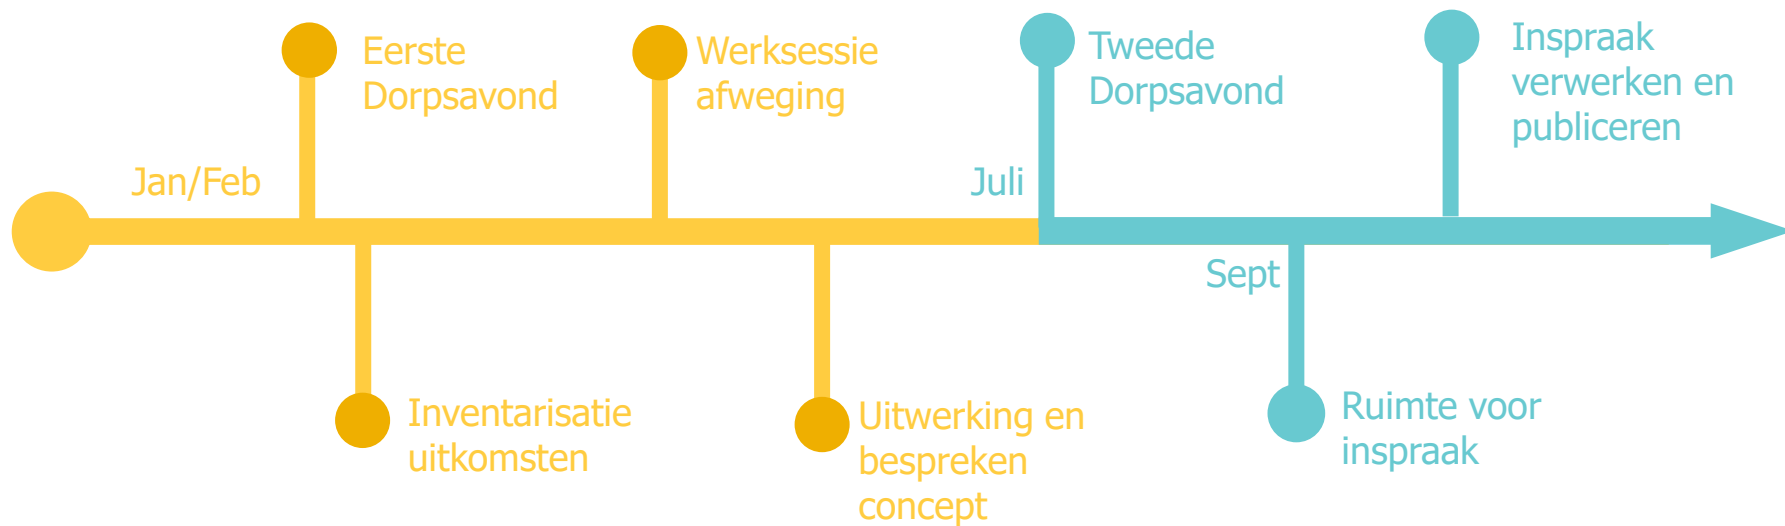 Eerste
Dorpsavond
Werksessie
afweging
Tweede
Dorpsavond
Inspraak
verwerken en
publiceren
Jan/Feb
Juli
Sept
Inventarisatie
uitkomsten
Uitwerking en
bespreken
concept
Ruimte voor
inspraak